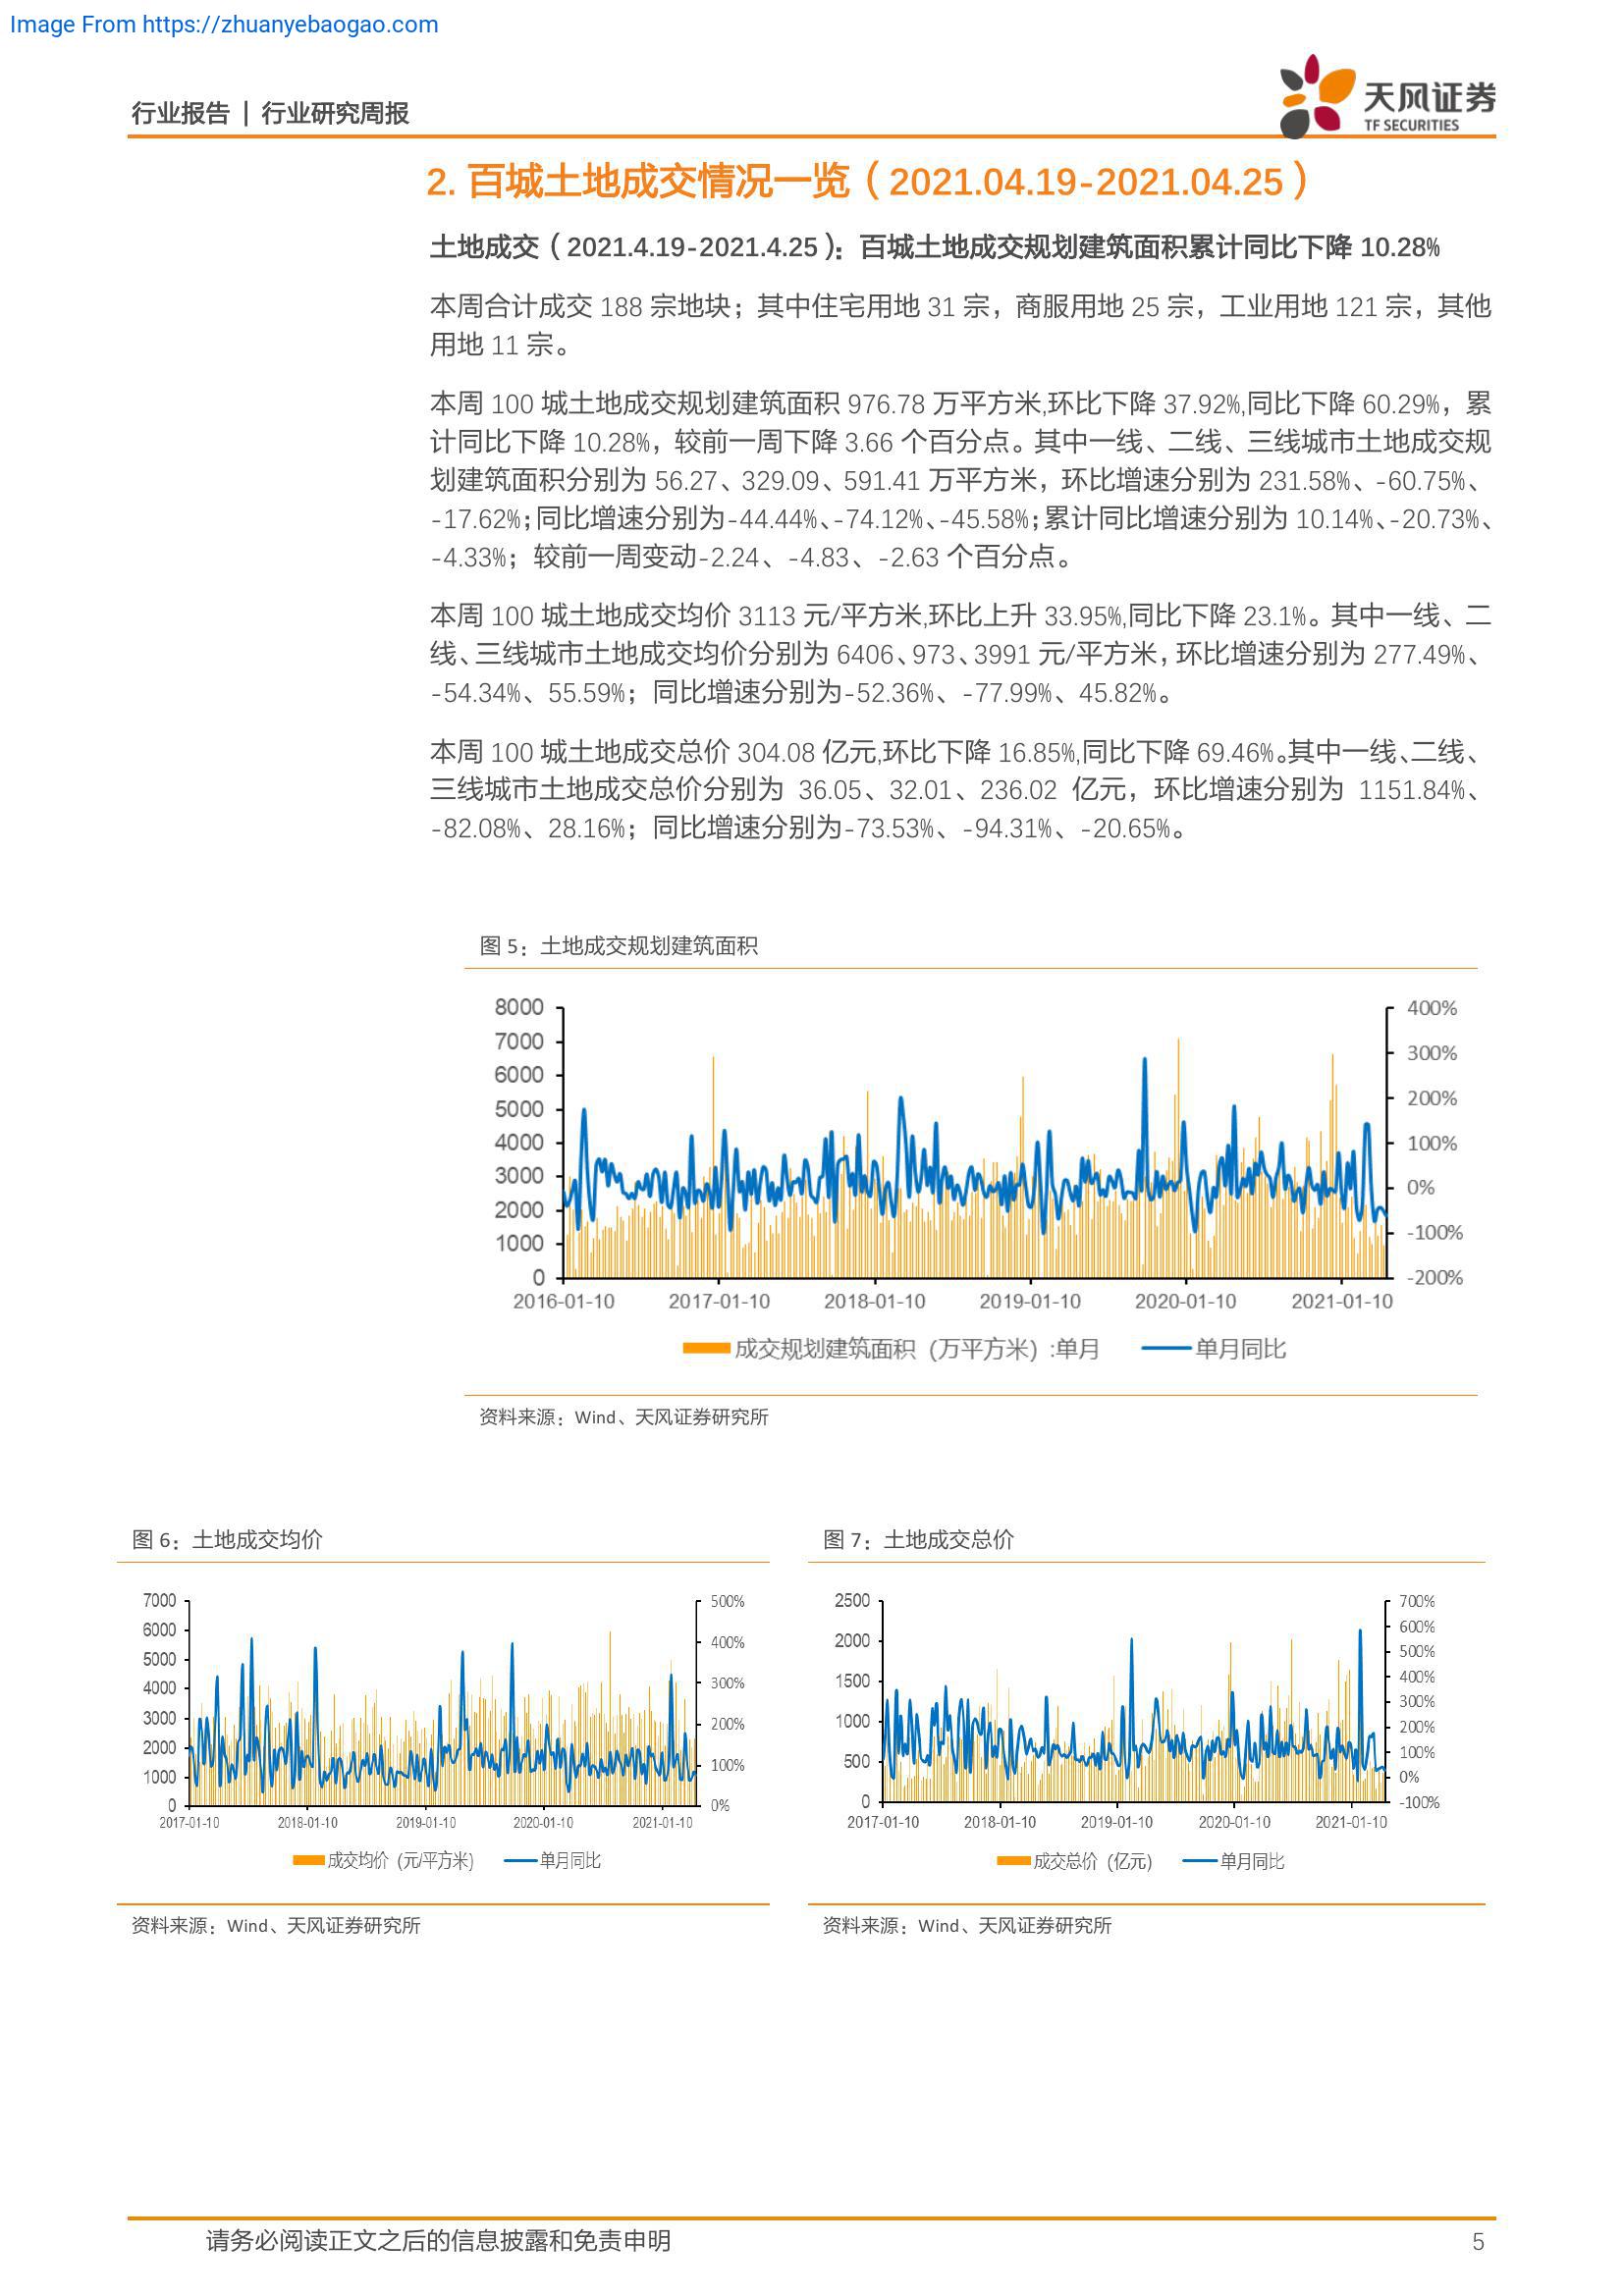 Image From https://zhuanyebaogao.com
行业报告 | 行业研究周报
天风证券
TF SECURITIES
2. 百城土地成交情况一览（2021.04.19-2021.04.25）
土地成交（2021.4.19-2021.4.25）：百城土地成交规划建筑面积累计同比下降 10.28%
本周合计成交 188 宗地块；其中住宅用地 31 宗，商服用地 25 宗，工业用地 121 宗，其他
用地 11 宗。
本周 100 城土地成交规划建筑面积 976.78 万平方米,环比下降 37.92%,同比下降 60.29%，累
计同比下降 10.28%，较前一周下降 3.66 个百分点。其中一线、二线、三线城市土地成交规
划建筑面积分别为 56.27、329.09、591.41 万平方米，环比增速分别为 231.58%、-60.75%、
-17.62%；同比增速分别为-44.44%、-74.12%、-45.58%；累计同比增速分别为 10.14%、-20.73%、
-4.33%；较前一周变动-2.24、-4.83、-2.63 个百分点。
本周 100 城土地成交均价 3113 元/平方米,环比上升 33.95%,同比下降 23.1%。其中一线、二
线、三线城市土地成交均价分别为 6406、973、3991 元/平方米，环比增速分别为 277.49%、
-54.34%、55.59%；同比增速分别为-52.36%、-77.99%、45.82%。
本周 100 城土地成交总价 304.08 亿元,环比下降 16.85%,同比下降 69.46%。其中一线、二线、
三线城市土地成交总价分别为 36.05、32.01、236.02 亿元，环比增速分别为 1151.84%、
-82.08%、28.16%；同比增速分别为-73.53%、-94.31%、-20.65%。
图 5：土地成交规划建筑面积
8000 400%
7000 300%
6000
5000 200%
4000 100%
3000 0%
2000
1000 -100%
0 -200%
2016-01-10 2017-01-10 2018-01-10 2019-01-10 2020-01-10 2021-01-10
成交规划建筑面积（万平方米）:单月 单月同比
资料来源：Wind、天风证券研究所
图 6：土地成交均价
7000 500%
6000
5000 400%
4000 300%
3000 200%
2000
1000 100%
0 0%
2017-01-10 2018-01-10 2019-01-10 2020-01-10 2021-01-10
成交均价（元/平方米） 单月同比
资料来源：Wind、天风证券研究所
图 7：土地成交总价
2500 700%
600%
2000 500%
1500 400%
300%
1000 200%
500 100%
0%
0 -100%
2017-01-10 2018-01-10 2019-01-10 2020-01-10 2021-01-10
成交总价（亿元） 单月同比
资料来源：Wind、天风证券研究所
请务必阅读正文之后的信息披露和免责申明 5